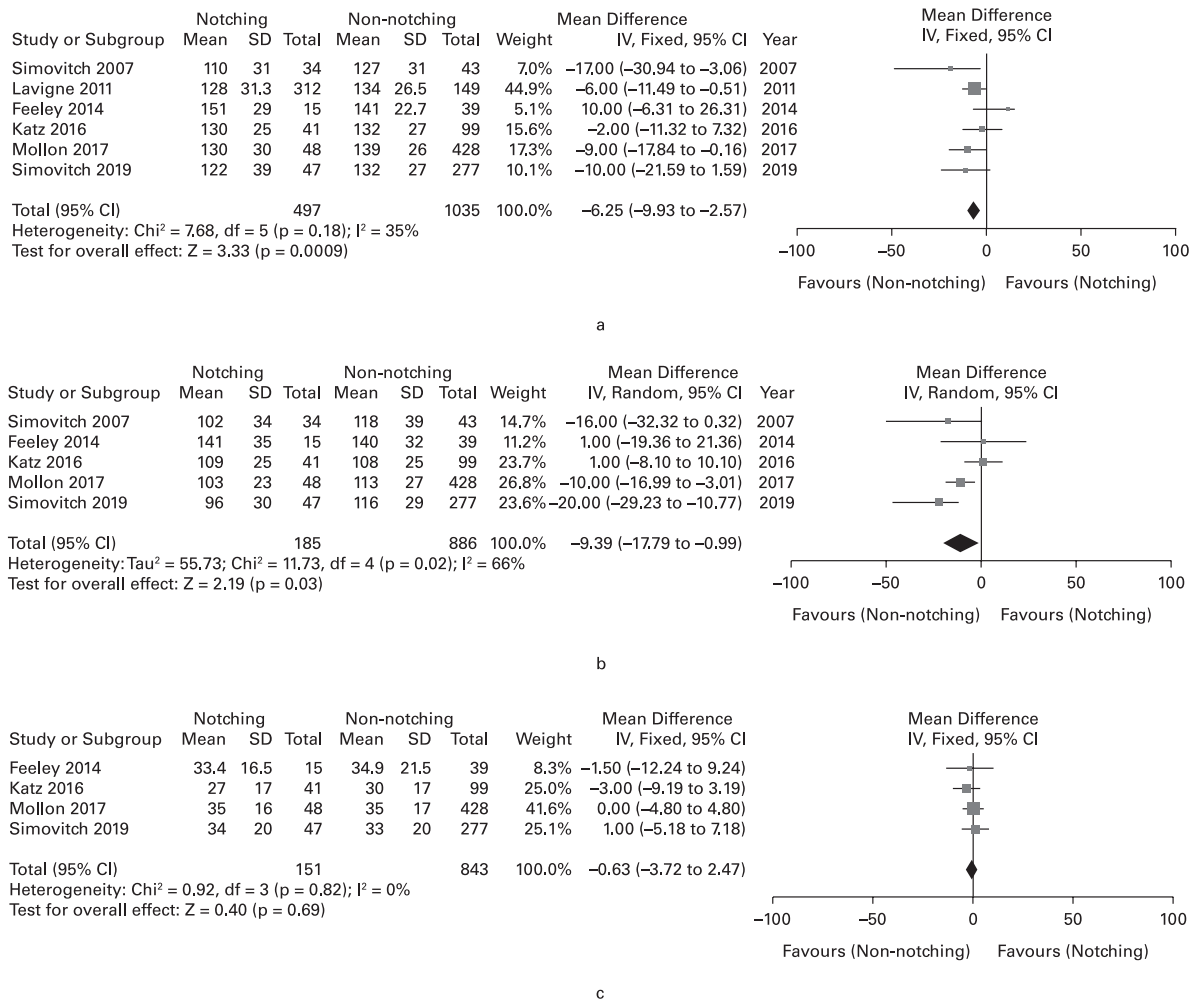 Notching Non-notching Mean Difference Mean Difference
Study or Subgroup Mean SD Total Mean SD Total Weight IV, Fixed, 95% CI Year IV, Fixed, 95% CI
Simovitch 2007 110 31 34 127 31 43 7.0% −17.00 (−30.94 to −3.06) 2007
Lavigne 2011 128 31.3 312 134 26.5 149 44.9% −6.00 (−11.49 to −0.51) 2011
Feeley 2014 151 29 15 141 22.7 39 5.1% 10.00 (−6.31 to 26.31) 2014
Katz 2016 130 25 41 132 27 99 15.6% −2.00 (−11.32 to 7.32) 2016
Mollon 2017 130 30 48 139 26 428 17.3% −9.00 (−17.84 to −0.16) 2017
Simovitch 2019 122 39 47 132 27 277 10.1% −10.00 (−21.59 to 1.59) 2019
Total (95% CI) 497 1035 100.0% −6.25 (−9.93 to −2.57)
Heterogeneity: Chi² = 7.68, df = 5 (p = 0.18); I² = 35%
Test for overall effect: Z = 3.33 (p = 0.0009)
−100 −50 0 50 100
Favours (Non-notching) Favours (Notching)
a
Notching Non-notching Mean Difference Mean Difference
Study or Subgroup Mean SD Total Mean SD Total Weight IV, Random, 95% CI Year IV, Random, 95% CI
Simovitch 2007 102 34 34 118 39 43 14.7% −16.00 (−32.32 to 0.32) 2007
Feeley 2014 141 35 15 140 32 39 11.2% 1.00 (−19.36 to 21.36) 2014
Katz 2016 109 25 41 108 25 99 23.7% 1.00 (−8.10 to 10.10) 2016
Mollon 2017 103 23 48 113 27 428 26.8% −10.00 (−16.99 to −3.01) 2017
Simovitch 2019 96 30 47 116 29 277 23.6% −20.00 (−29.23 to −10.77) 2019
Total (95% CI) 185 886 100.0% −9.39 (−17.79 to −0.99)
Heterogeneity: Tau² = 55.73; Chi² = 11.73, df = 4 (p = 0.02); I² = 66%
Test for overall effect: Z = 2.19 (p = 0.03)
−100 −50 0 50 100
Favours (Non-notching) Favours (Notching)
b
Notching Non-notching Mean Difference Mean Difference
Study or Subgroup Mean SD Total Mean SD Total Weight IV, Fixed, 95% CI IV, Fixed, 95% CI
Feeley 2014 33.4 16.5 15 34.9 21.5 39 8.3% −1.50 (−12.24 to 9.24)
Katz 2016 27 17 41 30 17 99 25.0% −3.00 (−9.19 to 3.19)
Mollon 2017 35 16 48 35 17 428 41.6% 0.00 (−4.80 to 4.80)
Simovitch 2019 34 20 47 33 20 277 25.1% 1.00 (−5.18 to 7.18)
Total (95% CI) 151 843 100.0% −0.63 (−3.72 to 2.47)
Heterogeneity: Chi² = 0.92, df = 3 (p = 0.82); I² = 0%
Test for overall effect: Z = 0.40 (p = 0.69)
−100 −50 0 50 100
Favours (Non-notching) Favours (Notching)
c